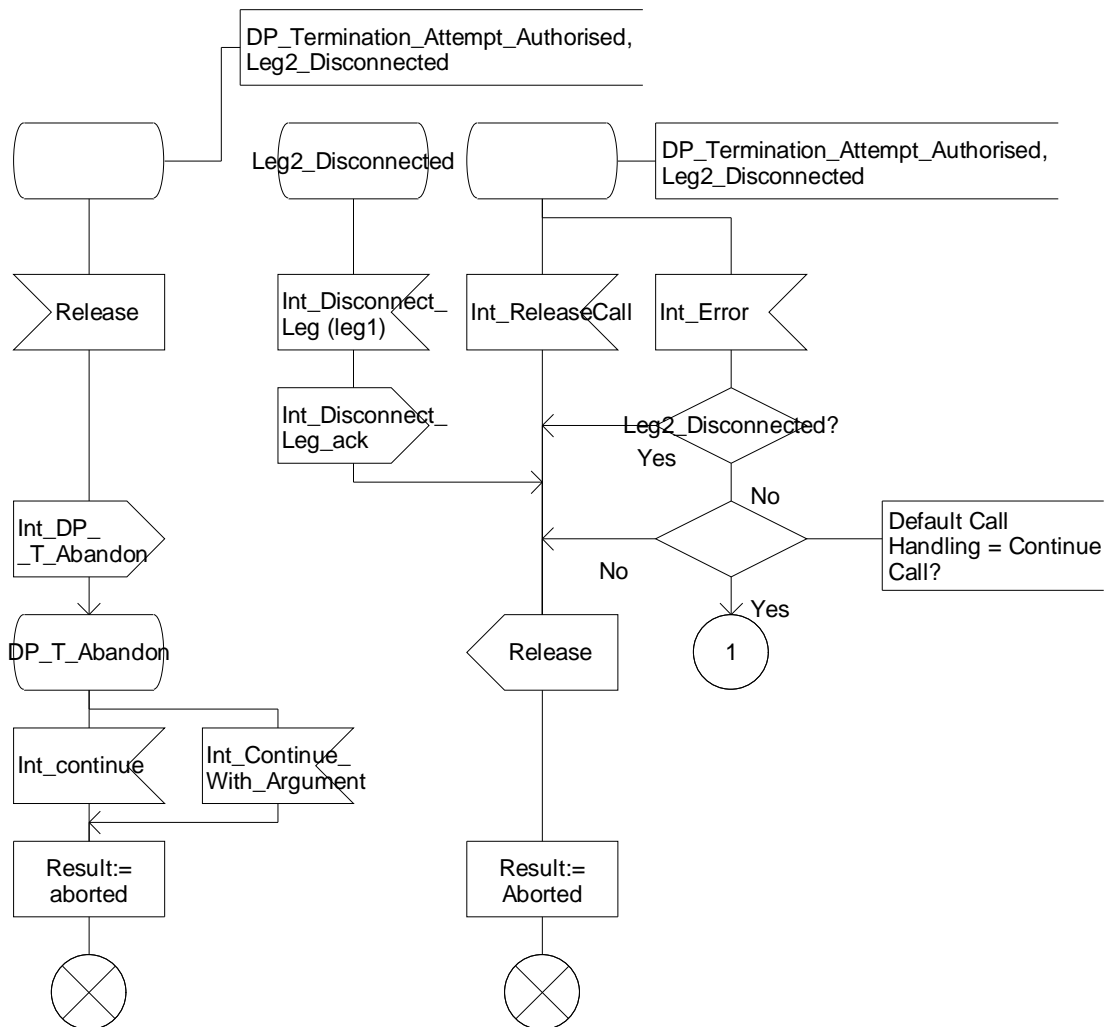 DP_Termination_Attempt_Authorised,
Leg2_Disconnected
Leg2_Disconnected
DP_Termination_Attempt_Authorised,
Leg2_Disconnected
Release
Int_Disconnect_
Leg (leg1)
Int_ReleaseCall
Int_Error
Int_Disconnect_
Leg_ack
Leg2_Disconnected?
Yes
No
Int_DP_
_T_Abandon
Default Call
Handling = Continue
Call?
No
Yes
DP_T_Abandon
Release
1
Int_continue
Int_Continue_
With_Argument
Result:=
aborted
Result:=
Aborted